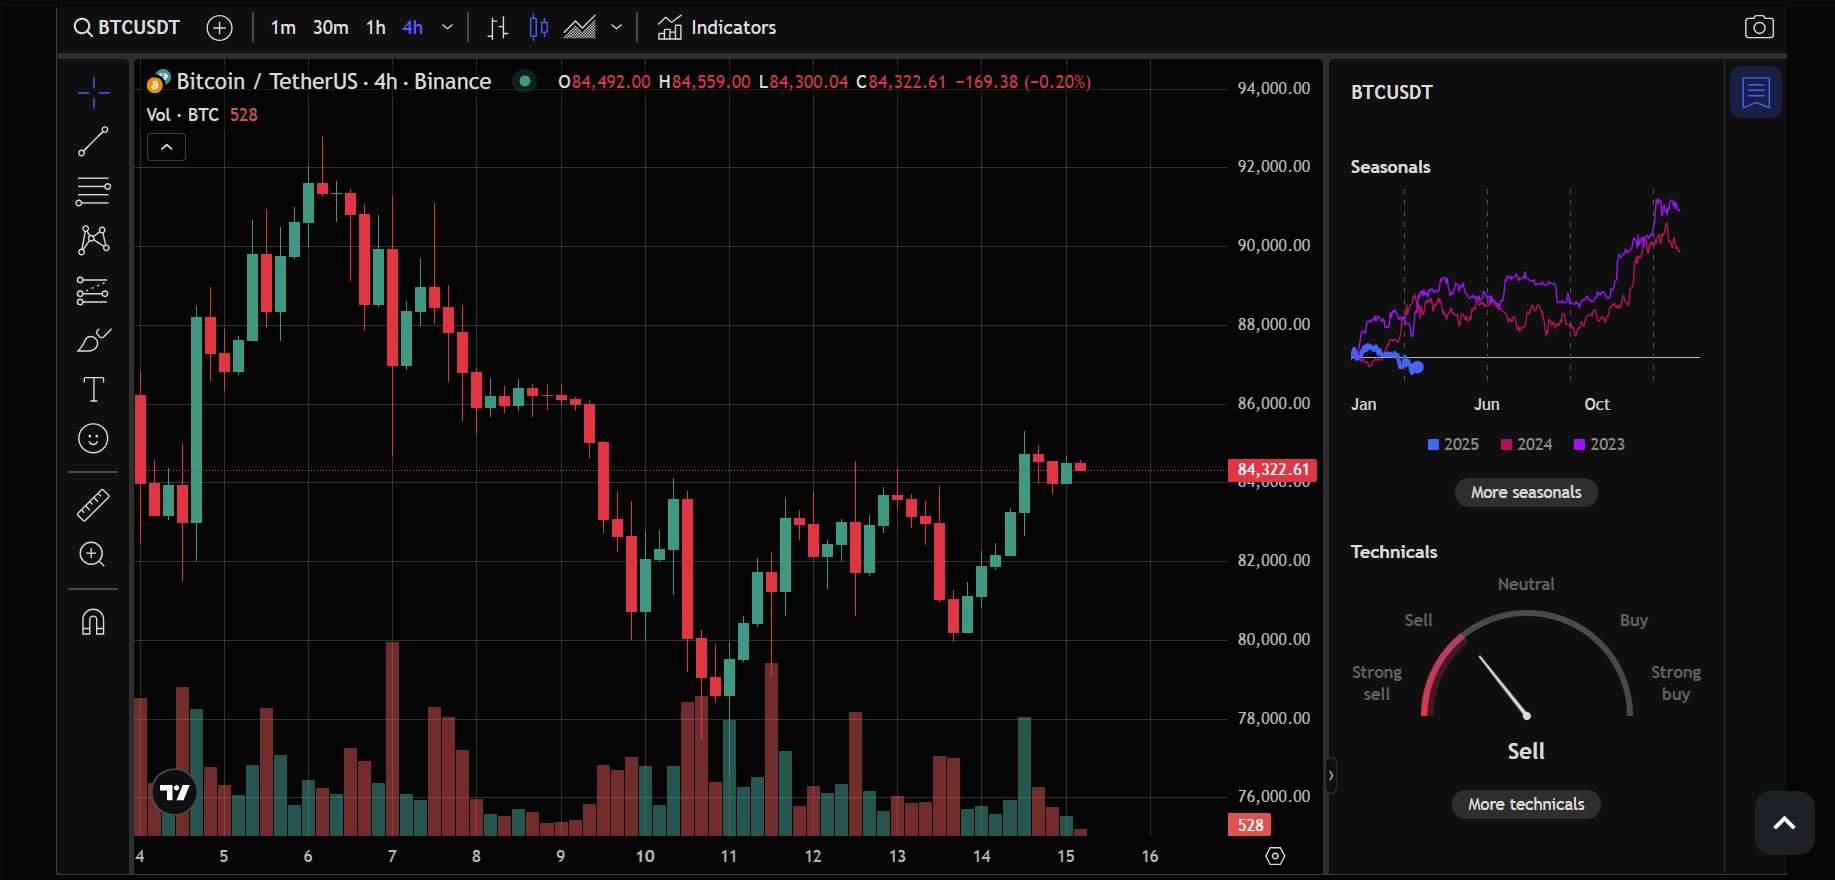 BTCUSDT
1m 30m 1h 4h
Indicators
Bitcoin / TetherUS · 4h · Binance
O84,492.00 H84,559.00 L84,300.04 C84,322.61 −169.38 (−0.20%)
Vol · BTC 528
94,000.00
92,000.00
90,000.00
88,000.00
86,000.00
84,322.61
84,000.00
82,000.00
80,000.00
78,000.00
76,000.00
528
4 5 6 7 8 9 10 11 12 13 14 15 16
BTCUSDT
Seasonals
Jan Jun Oct
2025 2024 2023
More seasonals
Technicals
Neutral
Sell Buy
Strong sell
Strong buy
Sell
More technicals